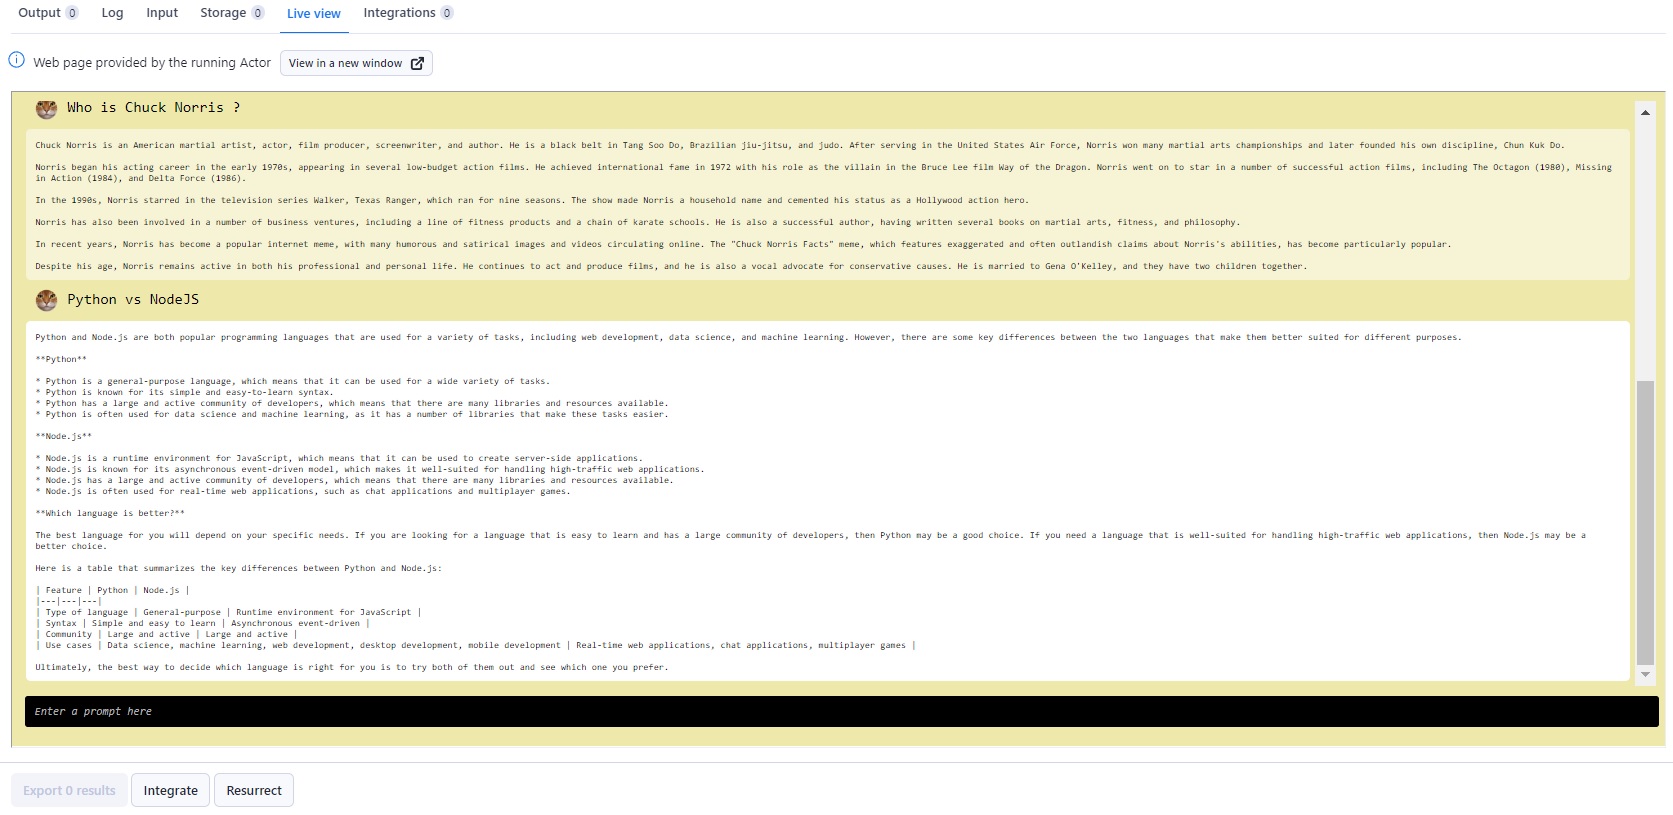 Output 0 Log Input Storage 0 Live view Integrations 0
Web page provided by the running Actor View in a new window
Who is Chuck Norris ?
Chuck Norris is an American martial artist, actor, film producer, screenwriter, and author. He is a black belt in Tang Soo Do, Brazilian jiu-jitsu, and judo. After serving in the United States Air Force, Norris won many martial arts championships and later founded his own discipline, Chun Kuk Do.
Norris began his acting career in the early 1970s, appearing in several low-budget action films. He achieved international fame in 1972 with his role as the villain in the Bruce Lee film Way of the Dragon. Norris went on to star in a number of successful action films, including The Octagon (1980), Missing
in Action (1984), and Delta Force (1986).
In the 1990s, Norris starred in the television series Walker, Texas Ranger, which ran for nine seasons. The show made Norris a household name and cemented his status as a Hollywood action hero.
Norris has also been involved in a number of business ventures, including a line of fitness products and a chain of karate schools. He is also a successful author, having written several books on martial arts, fitness, and philosophy.
In recent years, Norris has become a popular internet meme, with many humorous and satirical images and videos circulating online. The "Chuck Norris Facts" meme, which features exaggerated and often outlandish claims about Norris's abilities, has become particularly popular.
Despite his age, Norris remains active in both his professional and personal life. He continues to act and produce films, and he is also a vocal advocate for conservative causes. He is married to Gena O'Kelley, and they have two children together.
Python vs NodeJS
Python and Node.js are both popular programming languages that are used for a variety of tasks, including web development, data science, and machine learning. However, there are some key differences between the two languages that make them better suited for different purposes.
**Python**
* Python is a general-purpose language, which means that it can be used for a wide variety of tasks.
* Python is known for its simple and easy-to-learn syntax.
* Python has a large and active community of developers, which means that there are many libraries and resources available.
* Python is often used for data science and machine learning, as it has a number of libraries that make these tasks easier.
**Node.js**
* Node.js is a runtime environment for JavaScript, which means that it can be used to create server-side applications.
* Node.js is known for its asynchronous event-driven model, which makes it well-suited for handling high-traffic web applications.
* Node.js has a large and active community of developers, which means that there are many libraries and resources available.
* Node.js is often used for real-time web applications, such as chat applications and multiplayer games.
**Which language is better?**
The best language for you will depend on your specific needs. If you are looking for a language that is easy to learn and has a large community of developers, then Python may be a good choice. If you need a language that is well-suited for handling high-traffic web applications, then Node.js may be a
better choice.
Here is a table that summarizes the key differences between Python and Node.js:
| Feature | Python | Node.js |
|---|---|---|
| Type of language | General-purpose | Runtime environment for JavaScript |
| Syntax | Simple and easy to learn | Asynchronous event-driven |
| Community | Large and active | Large and active |
| Use cases | Data science, machine learning, web development, desktop development, mobile development | Real-time web applications, chat applications, multiplayer games |
Ultimately, the best way to decide which language is right for you is to try both of them out and see which one you prefer.
Enter a prompt here
Export 0 results Integrate Resurrect